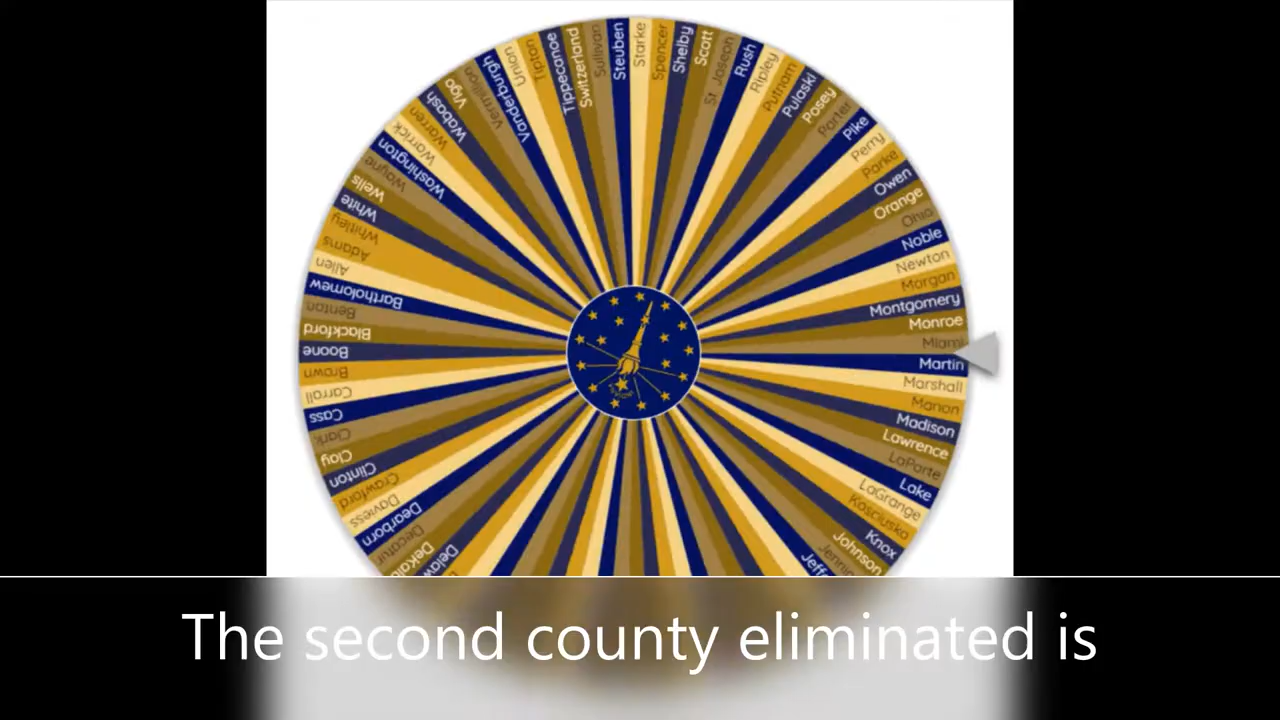 Steuben
Starke
Spencer
Shelby
Scott
St. Joseph
Rush
Ripley
Putnam
Pulaski
Posey
Porter
Pike
Perry
Parke
Owen
Orange
Ohio
Noble
Newton
Morgan
Montgomery
Monroe
Miami
Martin
Marshall
Marion
Madison
Lawrence
LaPorte
Lake
LaGrange
Kosciusko
Knox
Johnson
Delaw
DeKalb
Decatur
Dearborn
Daviess
Crawford
Clinton
Clay
Clark
Cass
Carroll
Brown
Boone
Blackford
Benton
Bartholomew
Allen
Adams
Whitley
White
Wells
Wayne
Washington
Warrick
Warren
Wabash
Vigo
Vermillion
Vanderburgh
Union
Tipton
Tippecanoe
Switzerland
Sullivan
The second county eliminated is